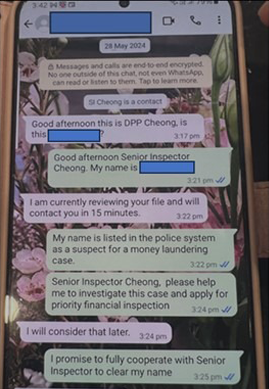 3:42
28 May 2024
Messages and calls are end-to-end encrypted.
No one outside of this chat, not even WhatsApp,
can read or listen to them. Tap to learn more.
SI Cheong is a contact
Good afternoon this is DPP Cheong, is
this ?
3:17 pm
Good afternoon Senior Inspector
Cheong. My name is
3:21 pm
I am currently reviewing your file and will
contact you in 15 minutes.
3:22 pm
My name is listed in the police system
as a suspect for a money laundering
case.
3:22 pm
Senior Inspector Cheong, please help
me to investigate this case and apply for
priority financial inspection
3:24 pm
I will consider that later.
3:24 pm
I promise to fully cooperate with Senior
Inspector to clear my name
3:25 pm